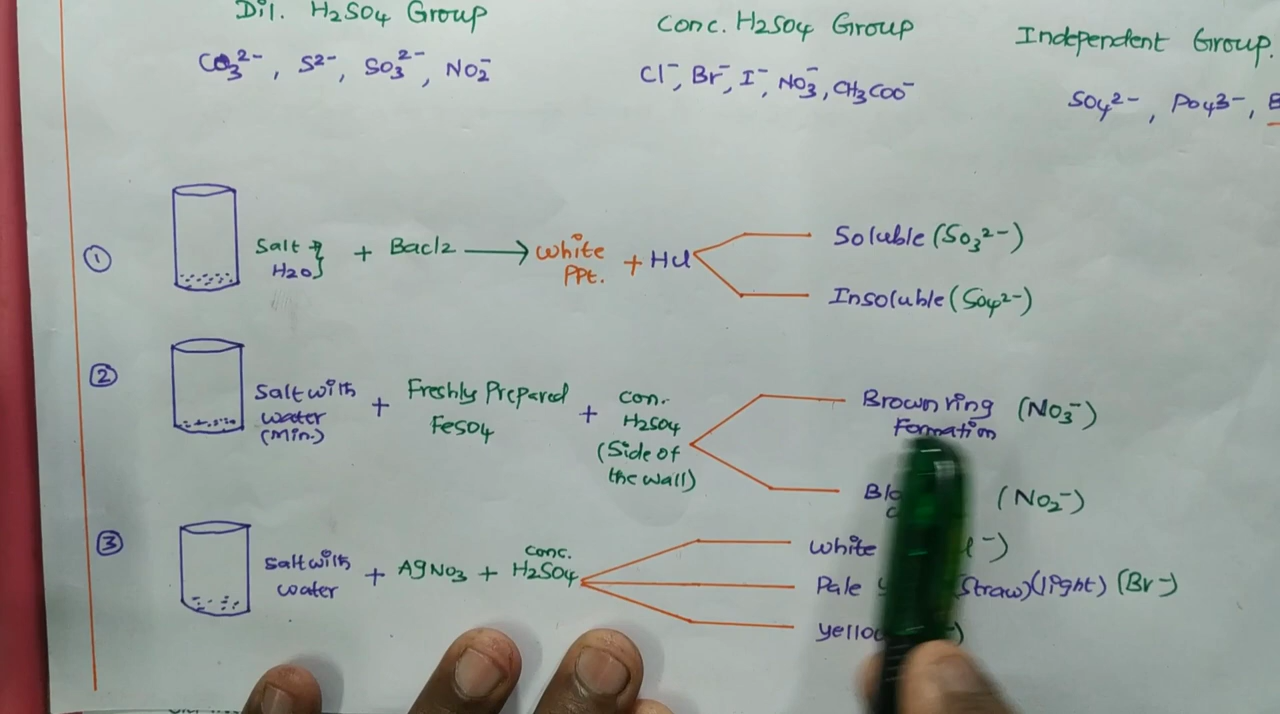 Dil. H2SO4 Group
Conc. H2SO4 Group
Independent Group.
CO3 2-, S2-, SO3 2-, NO2-
Cl-, Br-, I-, NO3-, CH3COO-
SO4 2-, PO4 3-,
① Salt } + BaCl2 → White + HCl
H2O } PPt.
Soluble (SO3 2-)
Insoluble (SO4 2-)
② Salt with + Freshly Prepared + Con.
water FeSO4 H2SO4
(Min.) (Side of
the wall)
Brown ring (NO3-)
Formation
(NO2-)
③ Salt with + AgNO3 + Conc.
water H2SO4
White
Pale (Straw)(light) (Br-)